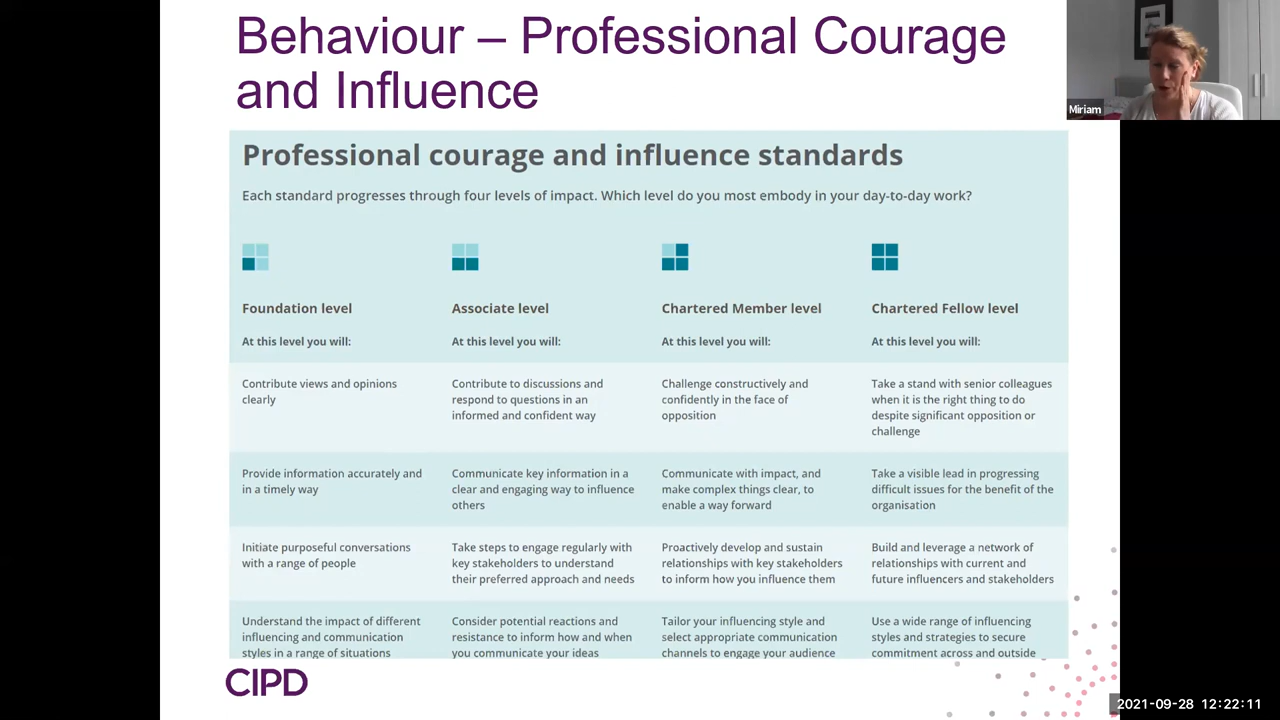 Behaviour – Professional Courage
and Influence
Miriam
Professional courage and influence standards
Each standard progresses through four levels of impact. Which level do you most embody in your day-to-day work?
Foundation level
At this level you will:
Associate level
At this level you will:
Chartered Member level
At this level you will:
Chartered Fellow level
At this level you will:
Contribute views and opinions
clearly
Contribute to discussions and
respond to questions in an
informed and confident way
Challenge constructively and
confidently in the face of
opposition
Take a stand with senior colleagues
when it is the right thing to do
despite significant opposition or
challenge
Provide information accurately and
in a timely way
Communicate key information in a
clear and engaging way to influence
others
Communicate with impact, and
make complex things clear, to
enable a way forward
Take a visible lead in progressing
difficult issues for the benefit of the
organisation
Initiate purposeful conversations
with a range of people
Take steps to engage regularly with
key stakeholders to understand
their preferred approach and needs
Proactively develop and sustain
relationships with key stakeholders
to inform how you influence them
Build and leverage a network of
relationships with current and
future influencers and stakeholders
Understand the impact of different
influencing and communication
styles in a range of situations
Consider potential reactions and
resistance to inform how and when
you communicate your ideas
Tailor your influencing style and
select appropriate communication
channels to engage your audience
Use a wide range of influencing
styles and strategies to secure
commitment across and outside
CIPD
2021-09-28 12:22:11